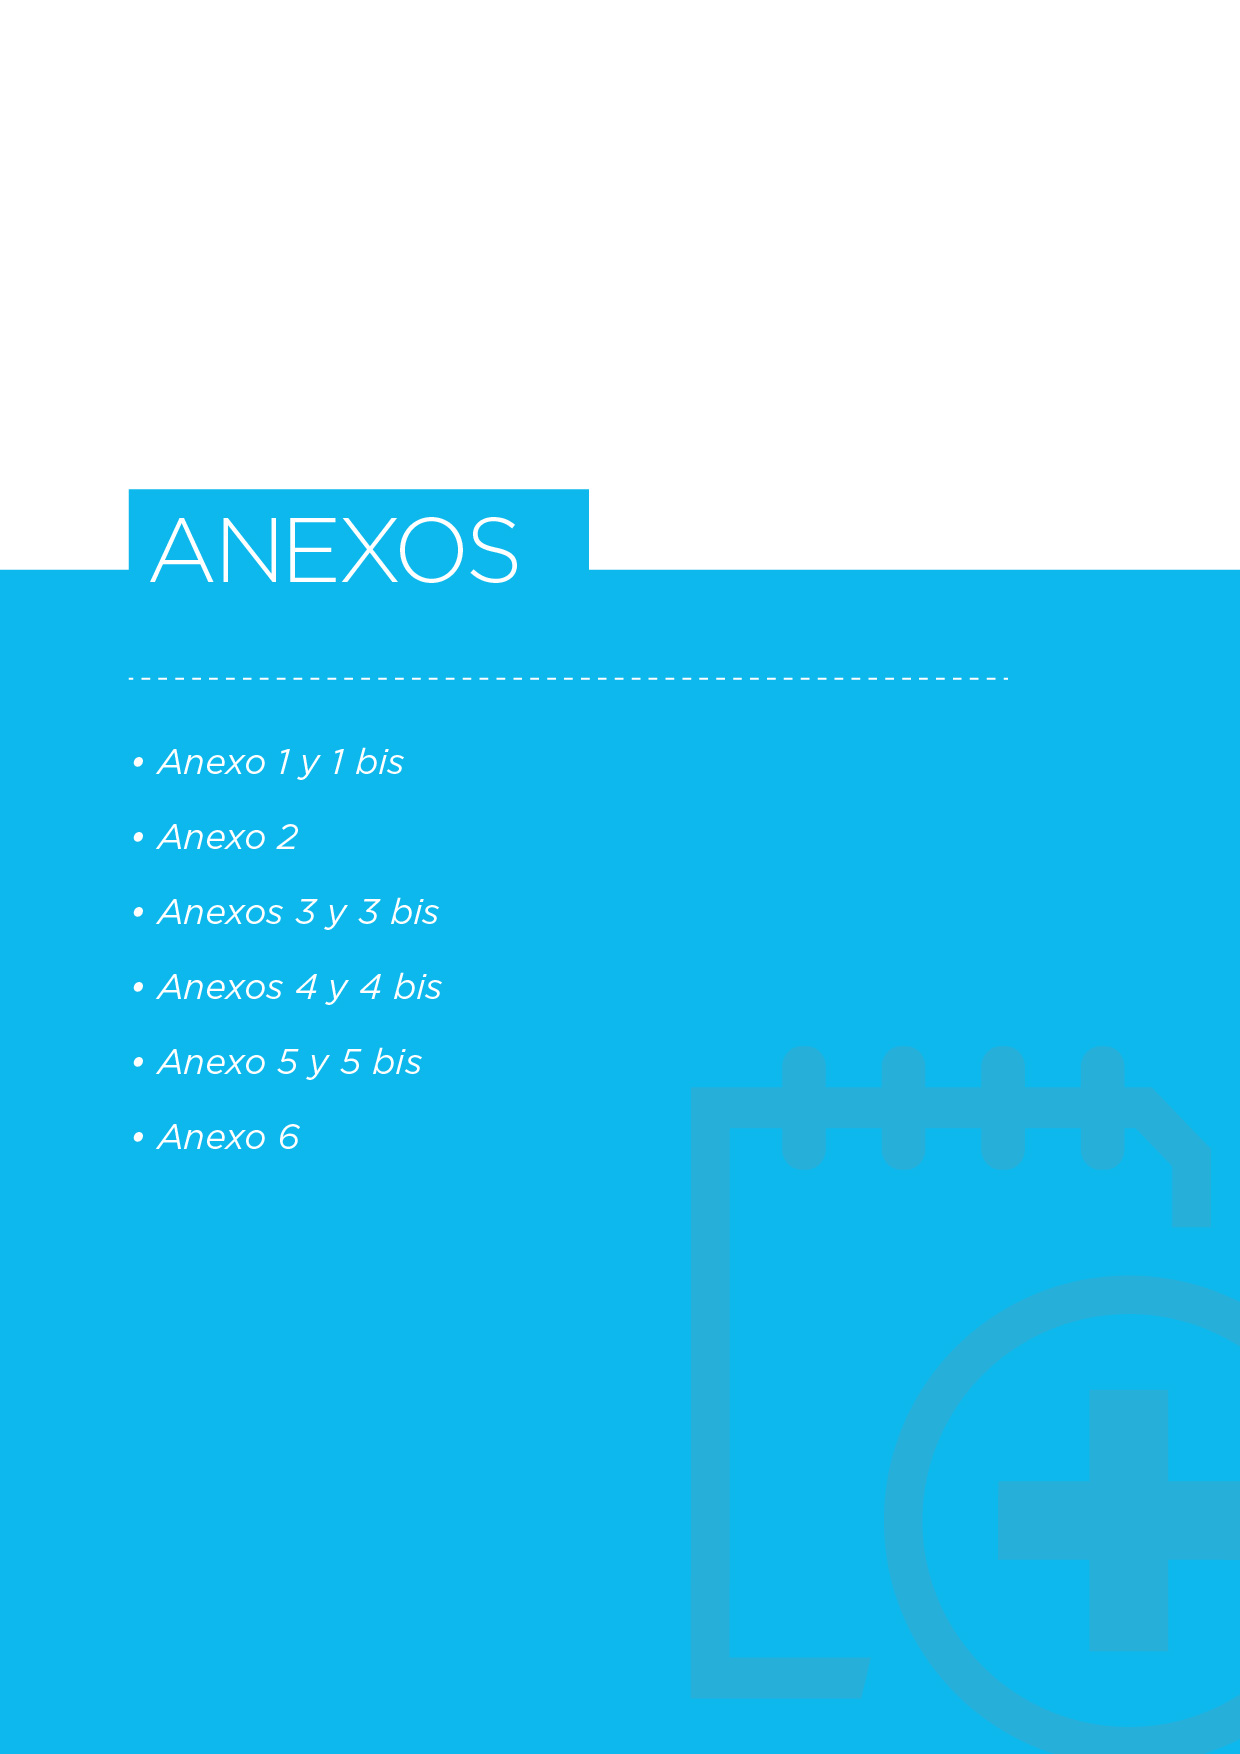 ANEXOS
• Anexo 1 y 1 bis
• Anexo 2
• Anexos 3 y 3 bis
• Anexos 4 y 4 bis
• Anexo 5 y 5 bis
• Anexo 6